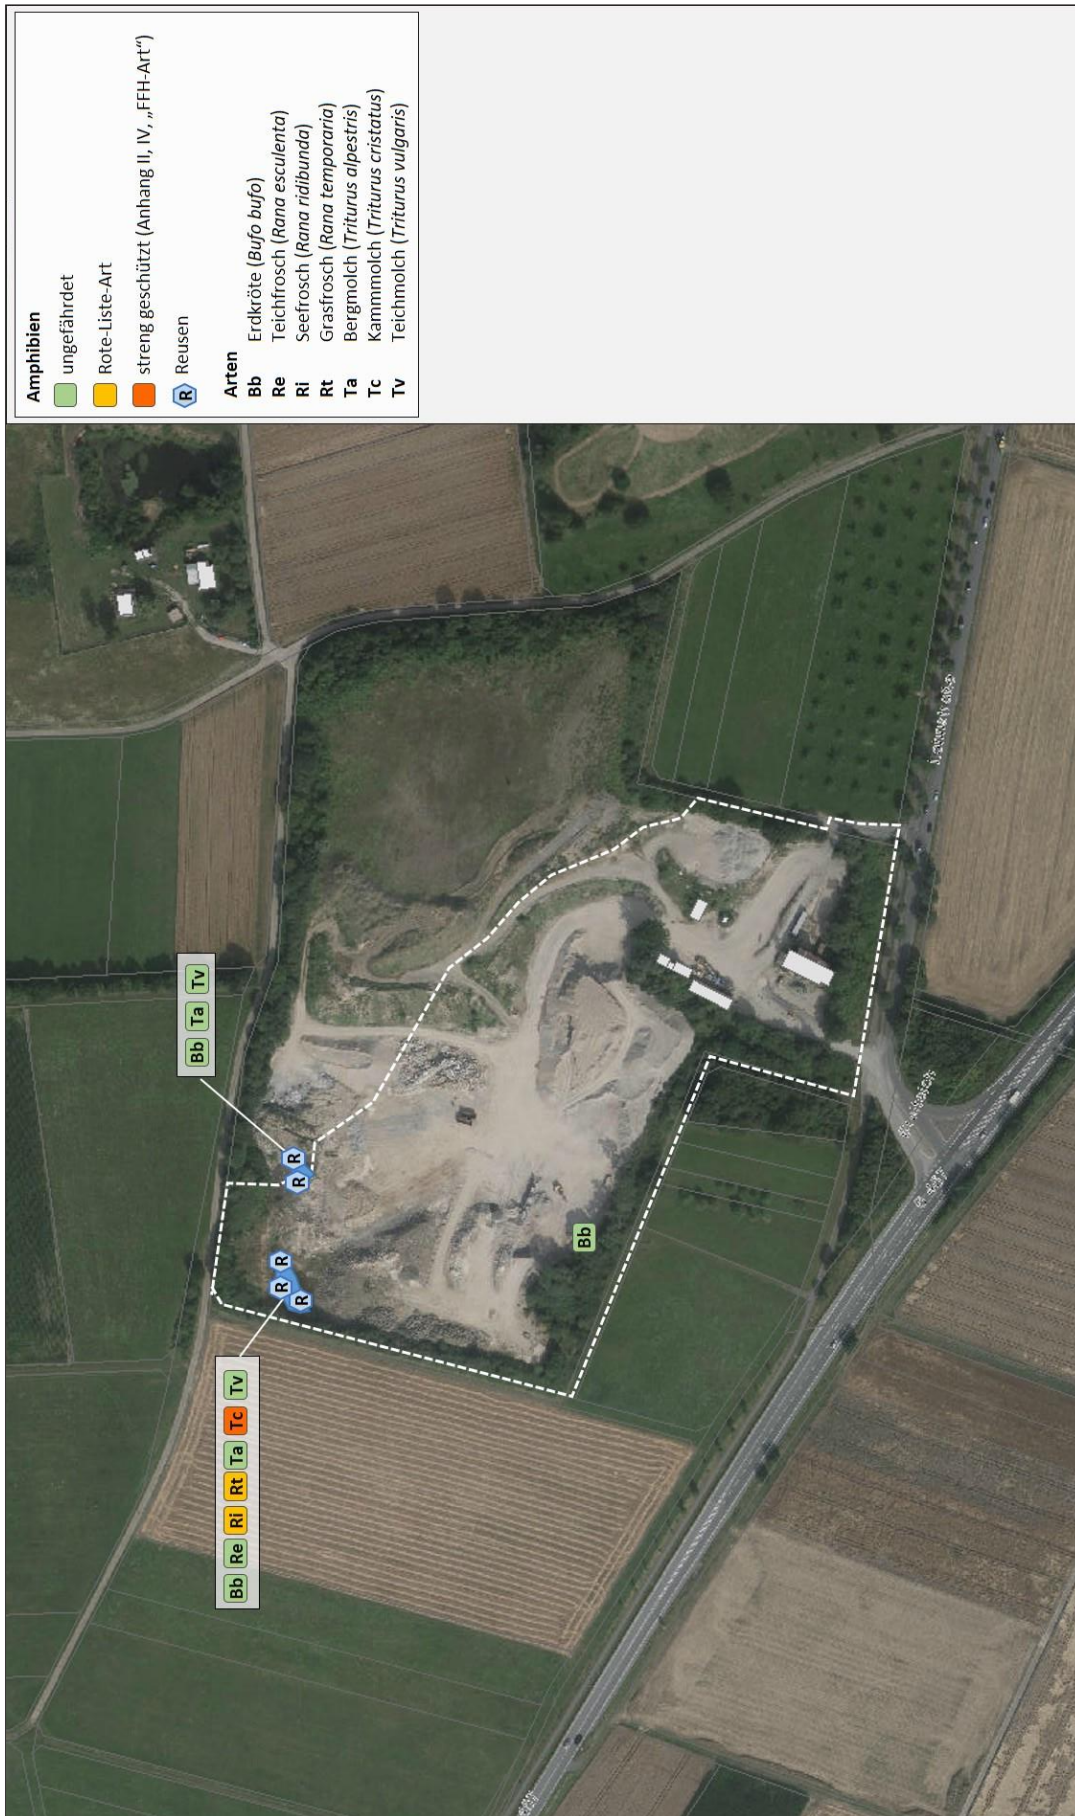 Amphibien
ungefährdet
Rote-Liste-Art
streng geschützt (Anhang II, IV, „FFH-Art“)
R Reusen
Arten
Bb Erdkröte (Bufo bufo)
Re Teichfrosch (Rana esculenta)
Ri Seefrosch (Rana ridibunda)
Rt Grasfrosch (Rana temporaria)
Ta Bergmolch (Triturus alpestris)
Tc Kammmolch (Triturus cristatus)
Tv Teichmolch (Triturus vulgaris)
Bb Re Ri Rt Ta Tc Tv
Bb Ta Tv
R
R
R
R
R
Bb